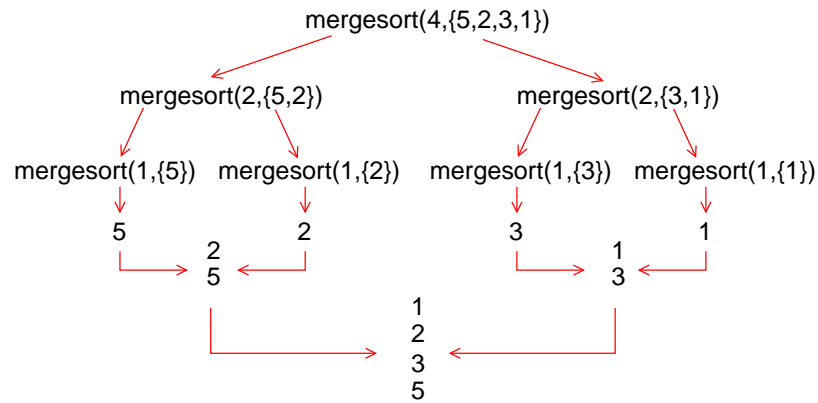 mergesort(4,{5,2,3,1})
mergesort(2,{5,2})
mergesort(2,{3,1})
mergesort(1,{5})
mergesort(1,{2})
mergesort(1,{3})
mergesort(1,{1})
5
2
3
1
2
5
1
3
1
2
3
5